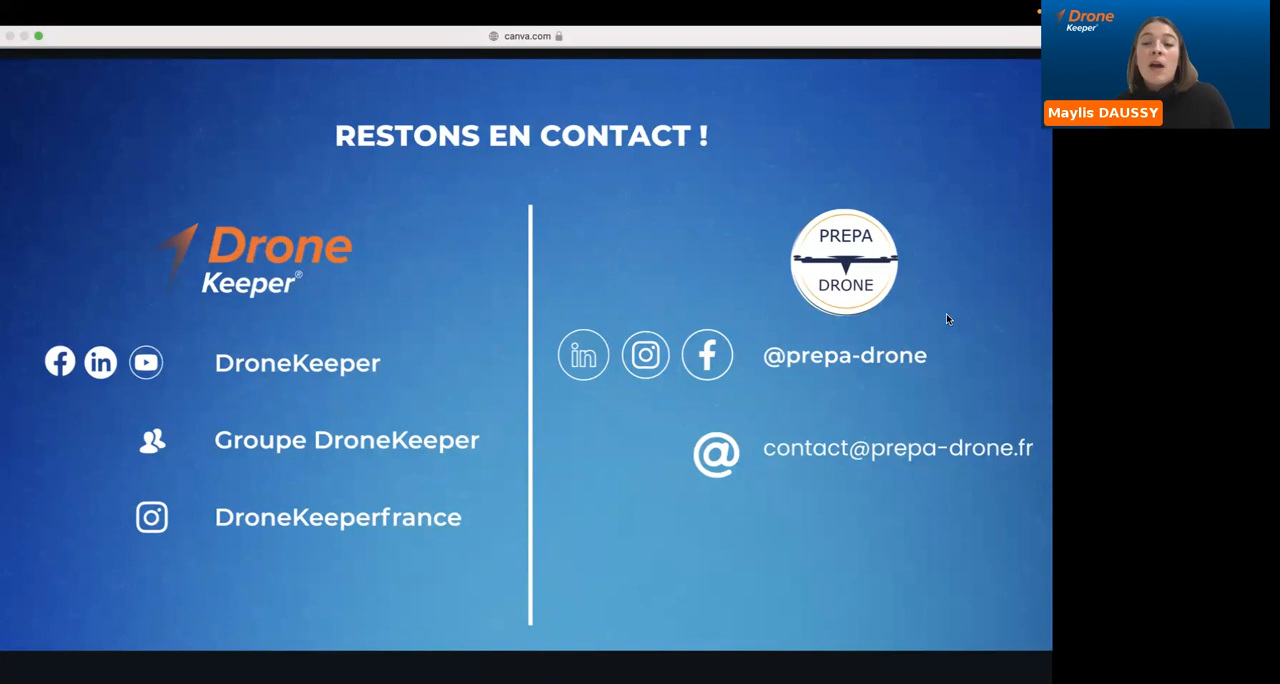 canva.com
Drone
Keeper®
Maylis DAUSSY
RESTONS EN CONTACT !
Drone
Keeper®
DroneKeeper
Groupe DroneKeeper
DroneKeeperfrance
PREPA
DRONE
@prepa-drone
contact@prepa-drone.fr